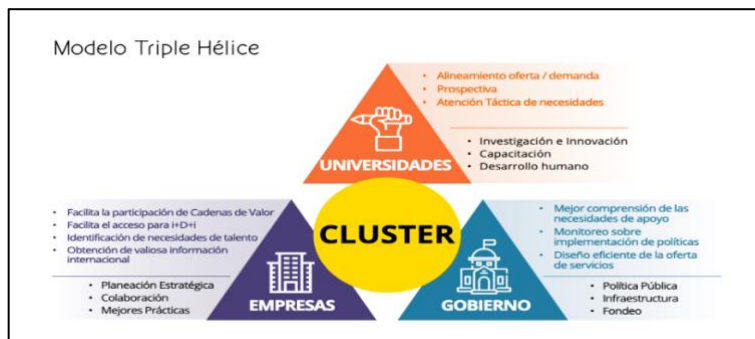 Modelo Triple Hélice
• Alineamiento oferta / demanda
• Prospectiva
• Atención Táctica de necesidades
• Investigación e Innovación
• Capacitación
• Desarrollo humano
UNIVERSIDADES
CLUSTER
• Facilita la participación de Cadenas de Valor
• Facilita el acceso para i+D+i
• Identificación de necesidades de talento
• Obtención de valiosa información
internacional
• Planeación Estratégica
• Colaboración
• Mejores Prácticas
EMPRESAS
• Mejor comprensión de las
necesidades de apoyo
• Monitoreo sobre
implementación de políticas
• Diseño eficiente de la oferta
de servicios
• Política Pública
• Infraestructura
• Fondeo
GOBIERNO